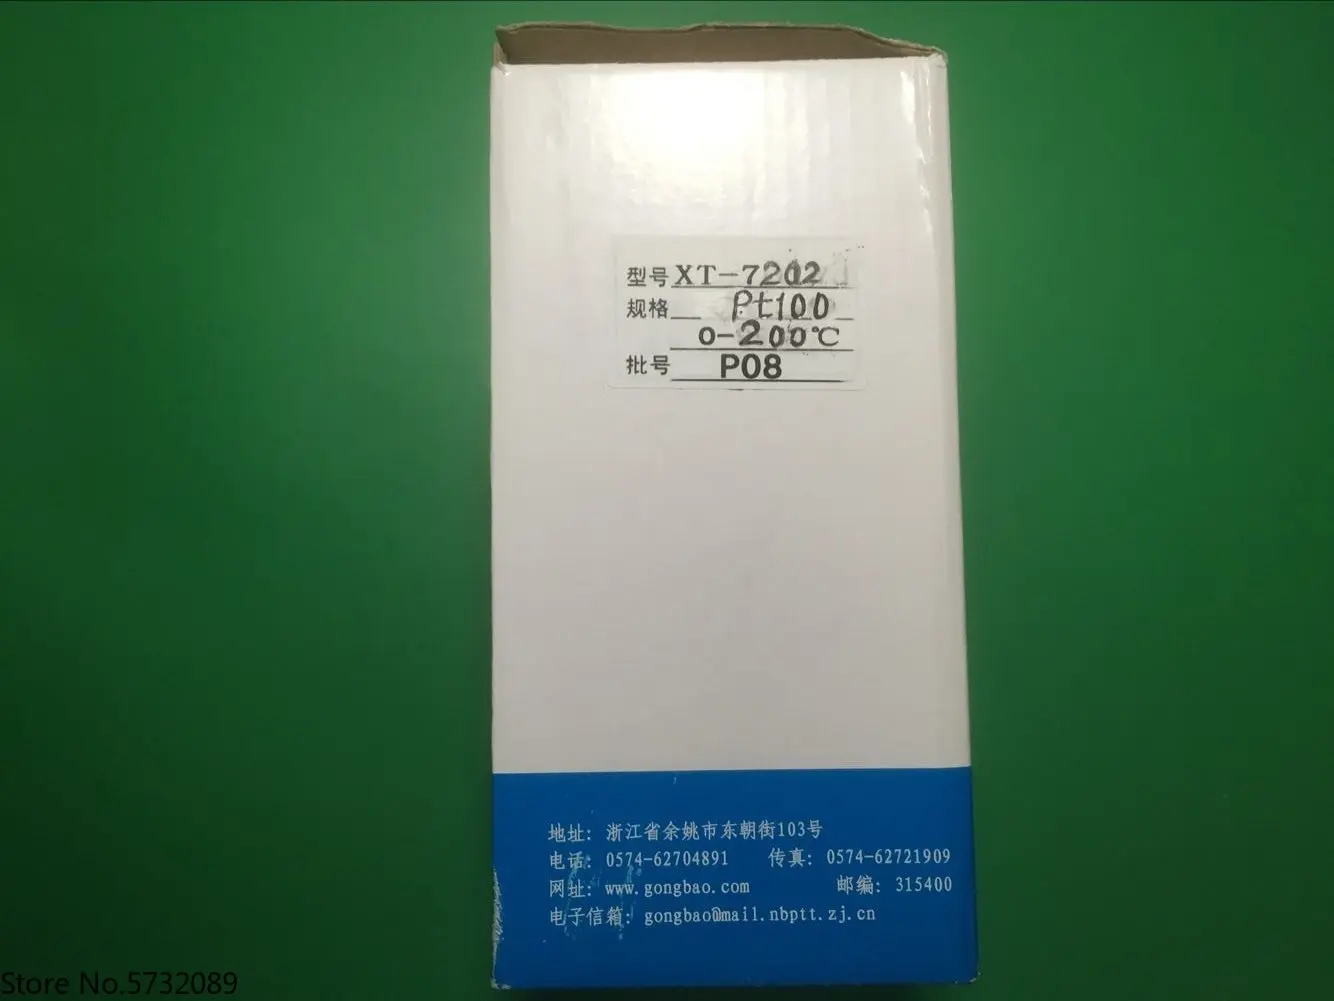 型号 XT-7202
规格 Pt100
0-200℃
批号 P08
地址: 浙江省余姚市东朝街103号
电话: 0574-62704891 传真: 0574-62721909
网址: www.gongbao.com 邮编: 315400
电子信箱: gongbao@mail.nbptt.zj.cn
Store No.5732089